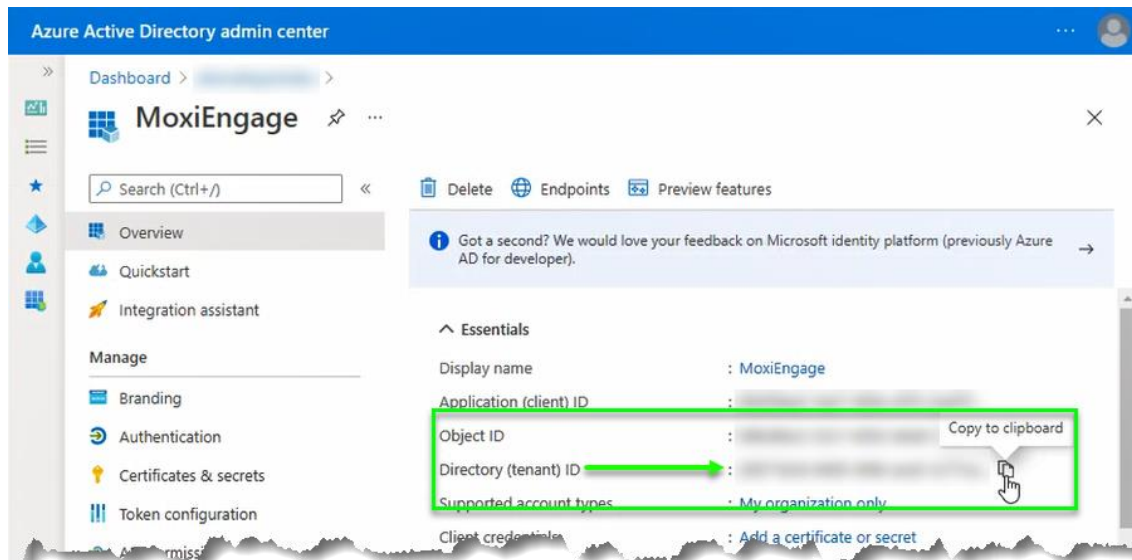 Azure Active Directory admin center
Dashboard > >
MoxiEngage
Search (Ctrl+/)
Delete Endpoints Preview features
Overview
Got a second? We would love your feedback on Microsoft identity platform (previously Azure
AD for developer).
Quickstart
Integration assistant
Essentials
Manage
Display name : MoxiEngage
Branding
Application (client) ID :
Authentication
Object ID :
Copy to clipboard
Directory (tenant) ID :
Certificates & secrets
Supported account types : My organization only
Token configuration
Client credentials : Add a certificate or secret